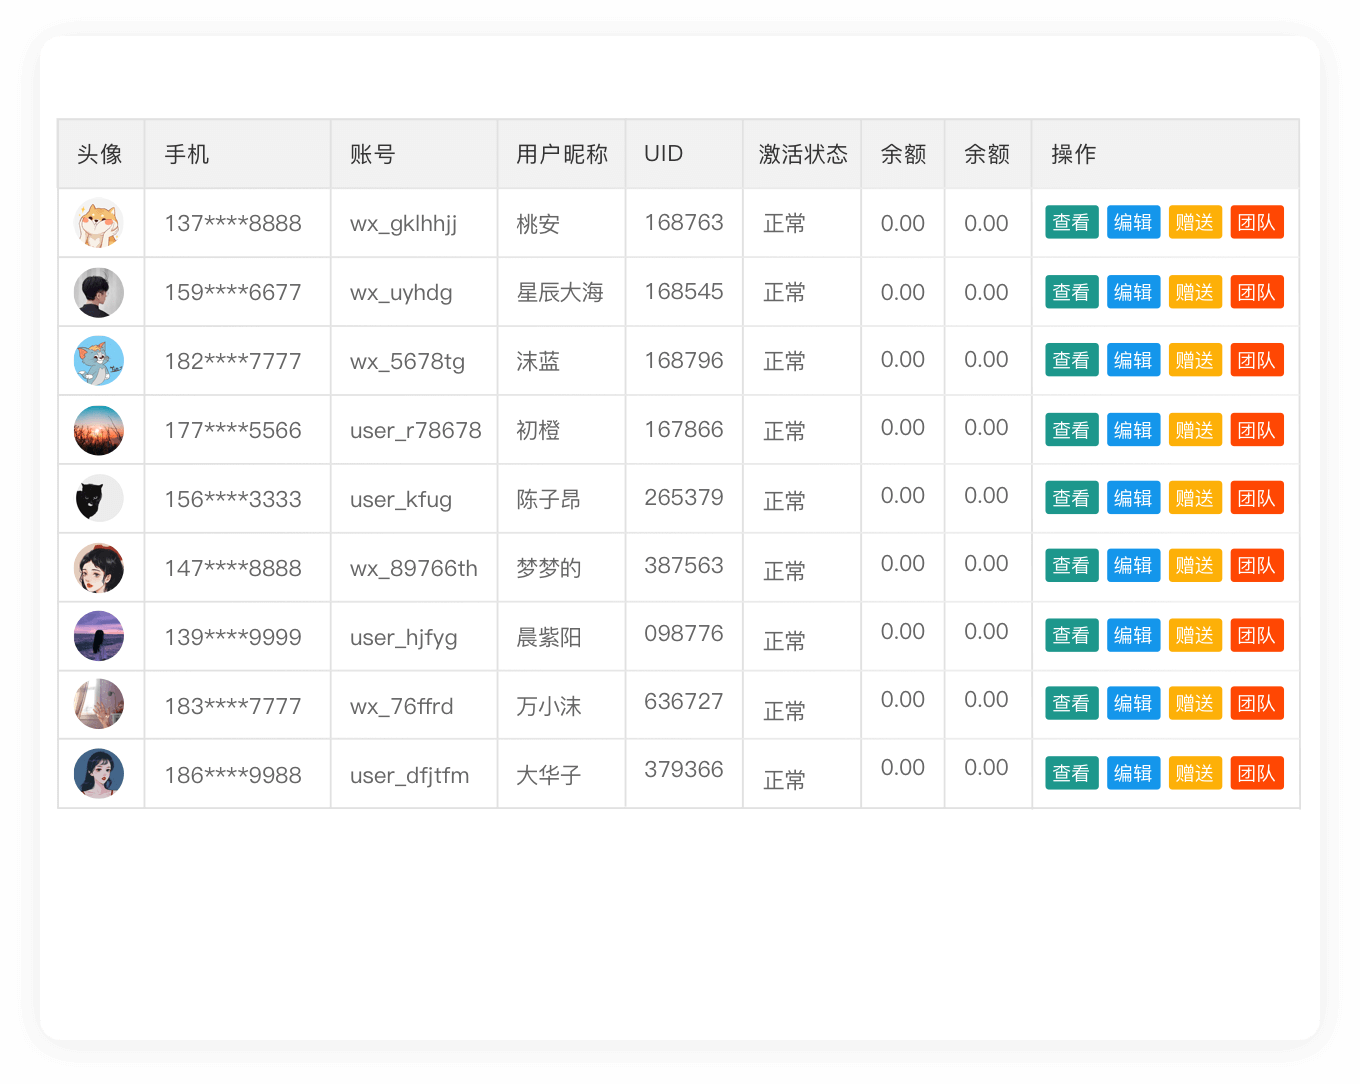 头像 手机 账号 用户昵称 UID 激活状态 余额 余额 操作
137****8888 wx_gklhhjj 桃安 168763 正常 0.00 0.00 查看 编辑 赠送 团队
159****6677 wx_uyhdg 星辰大海 168545 正常 0.00 0.00 查看 编辑 赠送 团队
182****7777 wx_5678tg 沫蓝 168796 正常 0.00 0.00 查看 编辑 赠送 团队
177****5566 user_r78678 初橙 167866 正常 0.00 0.00 查看 编辑 赠送 团队
156****3333 user_kfug 陈子昂 265379 正常 0.00 0.00 查看 编辑 赠送 团队
147****8888 wx_89766th 梦梦的 387563 正常 0.00 0.00 查看 编辑 赠送 团队
139****9999 user_hjfyg 晨紫阳 098776 正常 0.00 0.00 查看 编辑 赠送 团队
183****7777 wx_76ffrd 万小沫 636727 正常 0.00 0.00 查看 编辑 赠送 团队
186****9988 user_dfjtfm 大华子 379366 正常 0.00 0.00 查看 编辑 赠送 团队